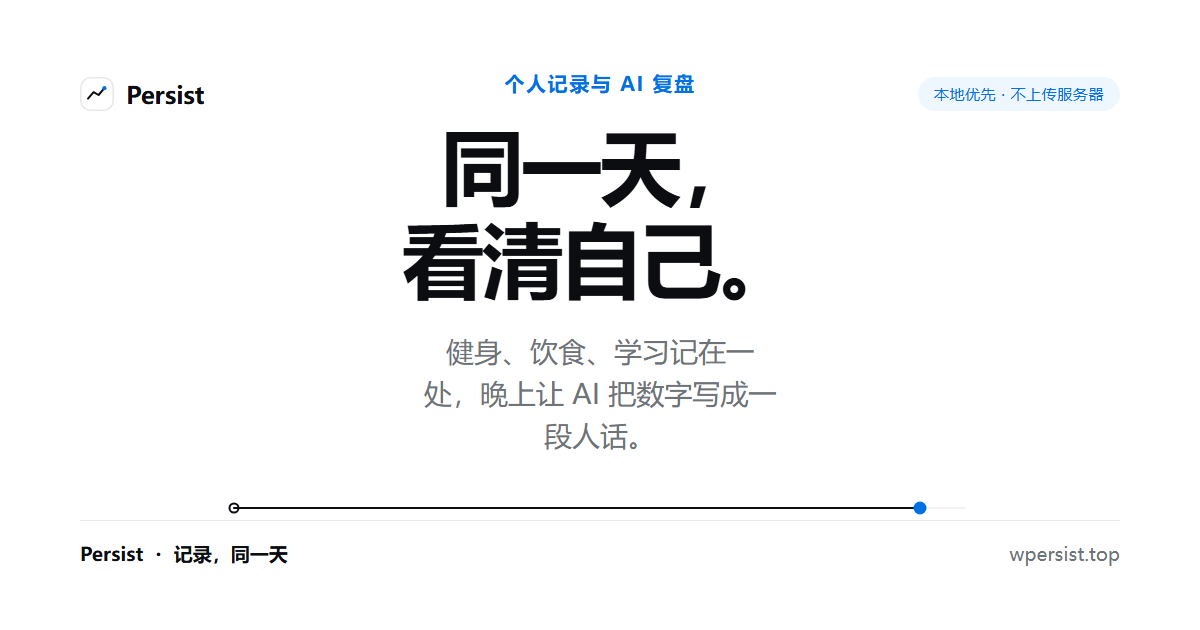 Persist
个人记录与 AI 复盘
本地优先 · 不上传服务器
同一天，
看清自己。
健身、饮食、学习记在一
处，晚上让 AI 把数字写成一
段人话。
Persist · 记录，同一天
wpersist.top